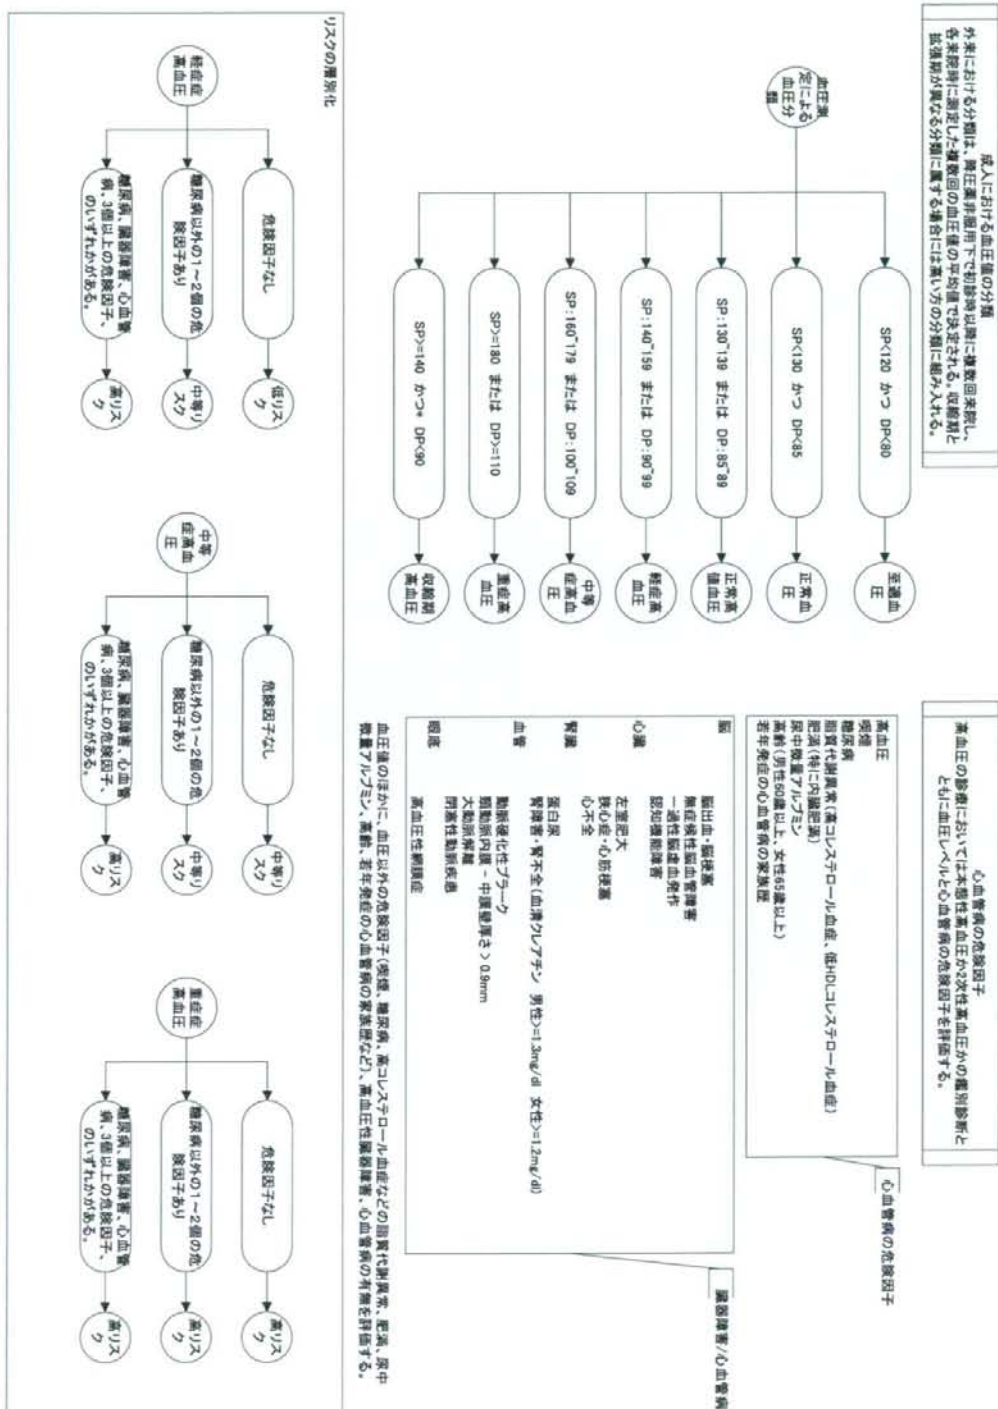 成人における血圧値の分類
外来における分類は、降圧薬非服用下で初診時以降に複数回来院し、
各来院時に測定した複数回の血圧値の平均値で決定される。収縮期と
拡張期が異なる分類に属する場合には高い方の分類に組み入れる。
血圧測
定による
血圧分
類
SP<120 かつ DP<80
至適血
圧
SP<130 かつ DP<85
正常血
圧
SP:130~139 または DP:85~89
正常高
値血圧
SP:140~159 または DP:90~99
軽症高
血圧
SP:160~179 または DP:100~109
中等
症高血
圧
SP>=180 または DP>=110
重症高
血圧
SP>=140 かつ* DP<90
収縮期
高血圧
心血管病の危険因子
高血圧の診療においては本態性高血圧か2次性高血圧かの鑑別診断と
ともに血圧レベルと心血管病の危険因子を評価する。
高血圧
喫煙
糖尿病
脂質代謝異常(高コレステロール血症、低HDLコレステロール血症)
肥満(特に内臓肥満)
尿中微量アルブミン
高齢(男性60歳以上、女性65歳以上)
若年発症の心血管病の家族歴
心血管病の危険因子
脳
脳出血・脳梗塞
無症候性脳血管障害
一過性脳虚血発作
認知機能障害
心臓
左室肥大
狭心症・心筋梗塞
心不全
腎臓
蛋白尿
腎障害・腎不全(血清クレアチン 男性>=1.3mg/dl 女性>=1.2mg/dl)
血管
動脈硬化性プラーク
頸動脈内膜 - 中膜壁厚さ > 0.9mm
大動脈解離
閉塞性動脈疾患
眼底
高血圧性網膜症
臓器障害/心血管病
血圧値のほかに、血圧以外の危険因子(喫煙、糖尿病、高コレステロール血症などの脂質代謝異常、肥満、尿中
微量アルブミン、高齢、若年発症の心血管病の家族歴など)、高血圧性臓器障害、心血管病の有無を評価する。
リスクの層別化
軽症症
高血圧
危険因子なし
低リス
ク
糖尿病以外の1~2個の危
険因子あり
中等リ
スク
糖尿病、臓器障害、心血管
病、3個以上の危険因子、
のいずれかがある。
高リス
ク
中等
症高血
圧
危険因子なし
中等リ
スク
糖尿病以外の1~2個の危
険因子あり
中等リ
スク
糖尿病、臓器障害、心血管
病、3個以上の危険因子、
のいずれかがある。
高リス
ク
重症症
高血圧
危険因子なし
高リス
ク
糖尿病以外の1~2個の危
険因子あり
高リス
ク
糖尿病、臓器障害、心血管
病、3個以上の危険因子、
のいずれかがある。
高リス
ク